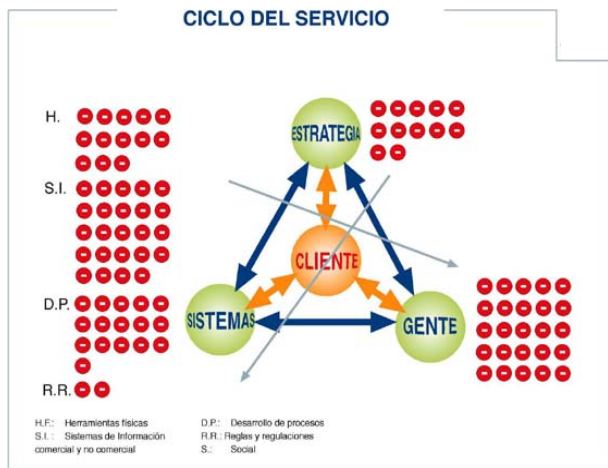 CICLO DEL SERVICIO
H.
ESTRATEGIA
S.I.
CLIENTE
D.P.
SISTEMAS
GENTE
R.R.
H.F.: Herramientas físicas
S.I. : Sistemas de Información
comercial y no comercial
D.P.: Desarrollo de procesos
R.R.: Reglas y regulaciones
S.: Social